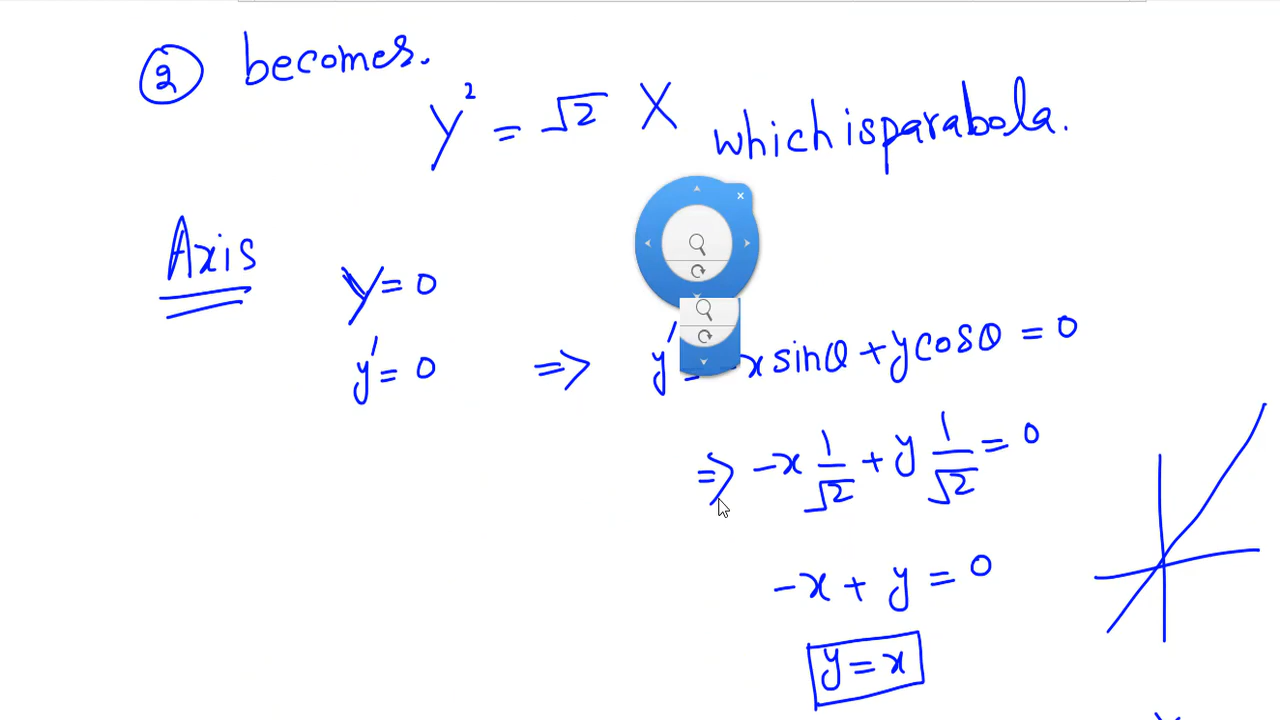 ② becomes.
Y² = √2 X which is parabola.
Axis
Y = 0
y' = 0 ⇒ y' = -x sinθ + y cosθ = 0
⇒ -x 1/√2 + y 1/√2 = 0
-x + y = 0
y = x